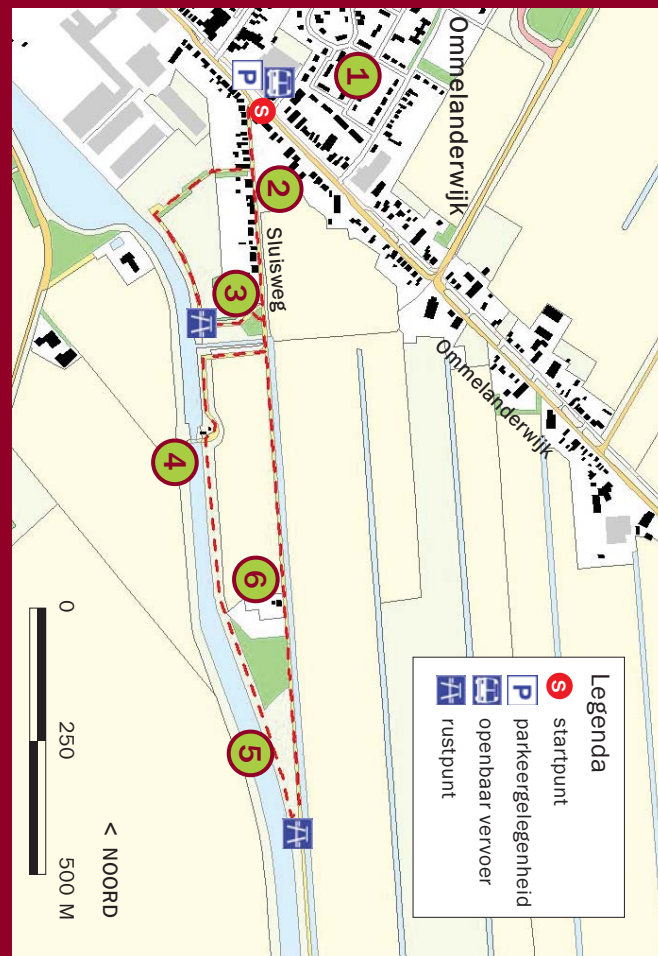 Ommelanderwijk
Ommelanderwijk
Sluisweg
P
S
1
2
3
4
5
6
Legenda
S startpunt
P parkeergelegenheid
openbaar vervoer
rustpunt
0 250 500 M
< NOORD